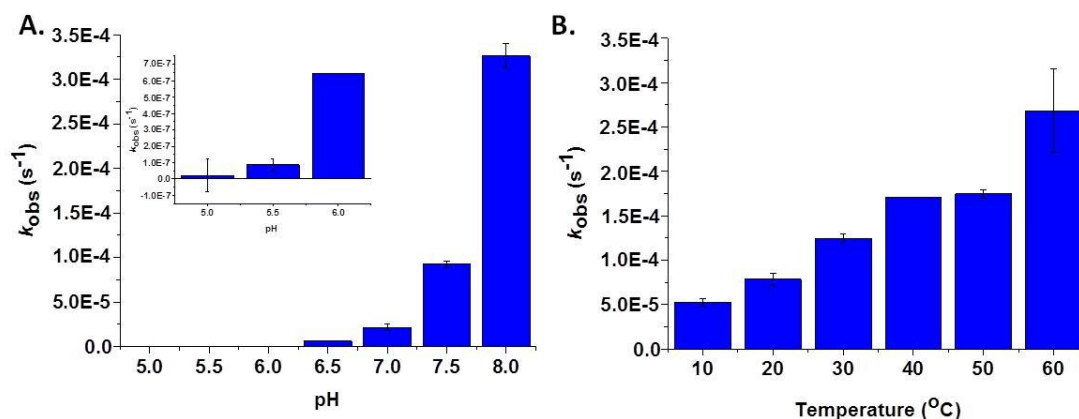 A.
k_obs (s⁻¹)
3.5E-4
3.0E-4
2.5E-4
2.0E-4
1.5E-4
1.0E-4
5.0E-5
0.0
5.0 5.5 6.0 6.5 7.0 7.5 8.0
pH
k_obs (s⁻¹)
7.0E-7
6.0E-7
5.0E-7
4.0E-7
3.0E-7
2.0E-7
1.0E-7
0.0
-1.0E-7
5.0 5.5 6.0
pH
B.
k_obs (s⁻¹)
3.5E-4
3.0E-4
2.5E-4
2.0E-4
1.5E-4
1.0E-4
5.0E-5
0.0
10 20 30 40 50 60
Temperature (°C)